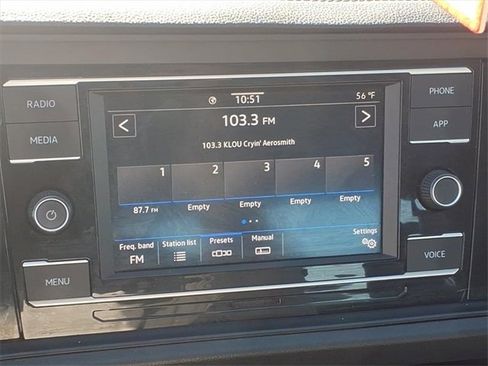 RADIO
MEDIA
MENU
10:51
56 °F
103.3 FM
103.3 KLOU Cryin' Aerosmith
1 2 3 4 5
87.7 FM Empty Empty Empty Empty
Freq. band Station list Presets Manual Settings
FM
PHONE
APP
VOICE